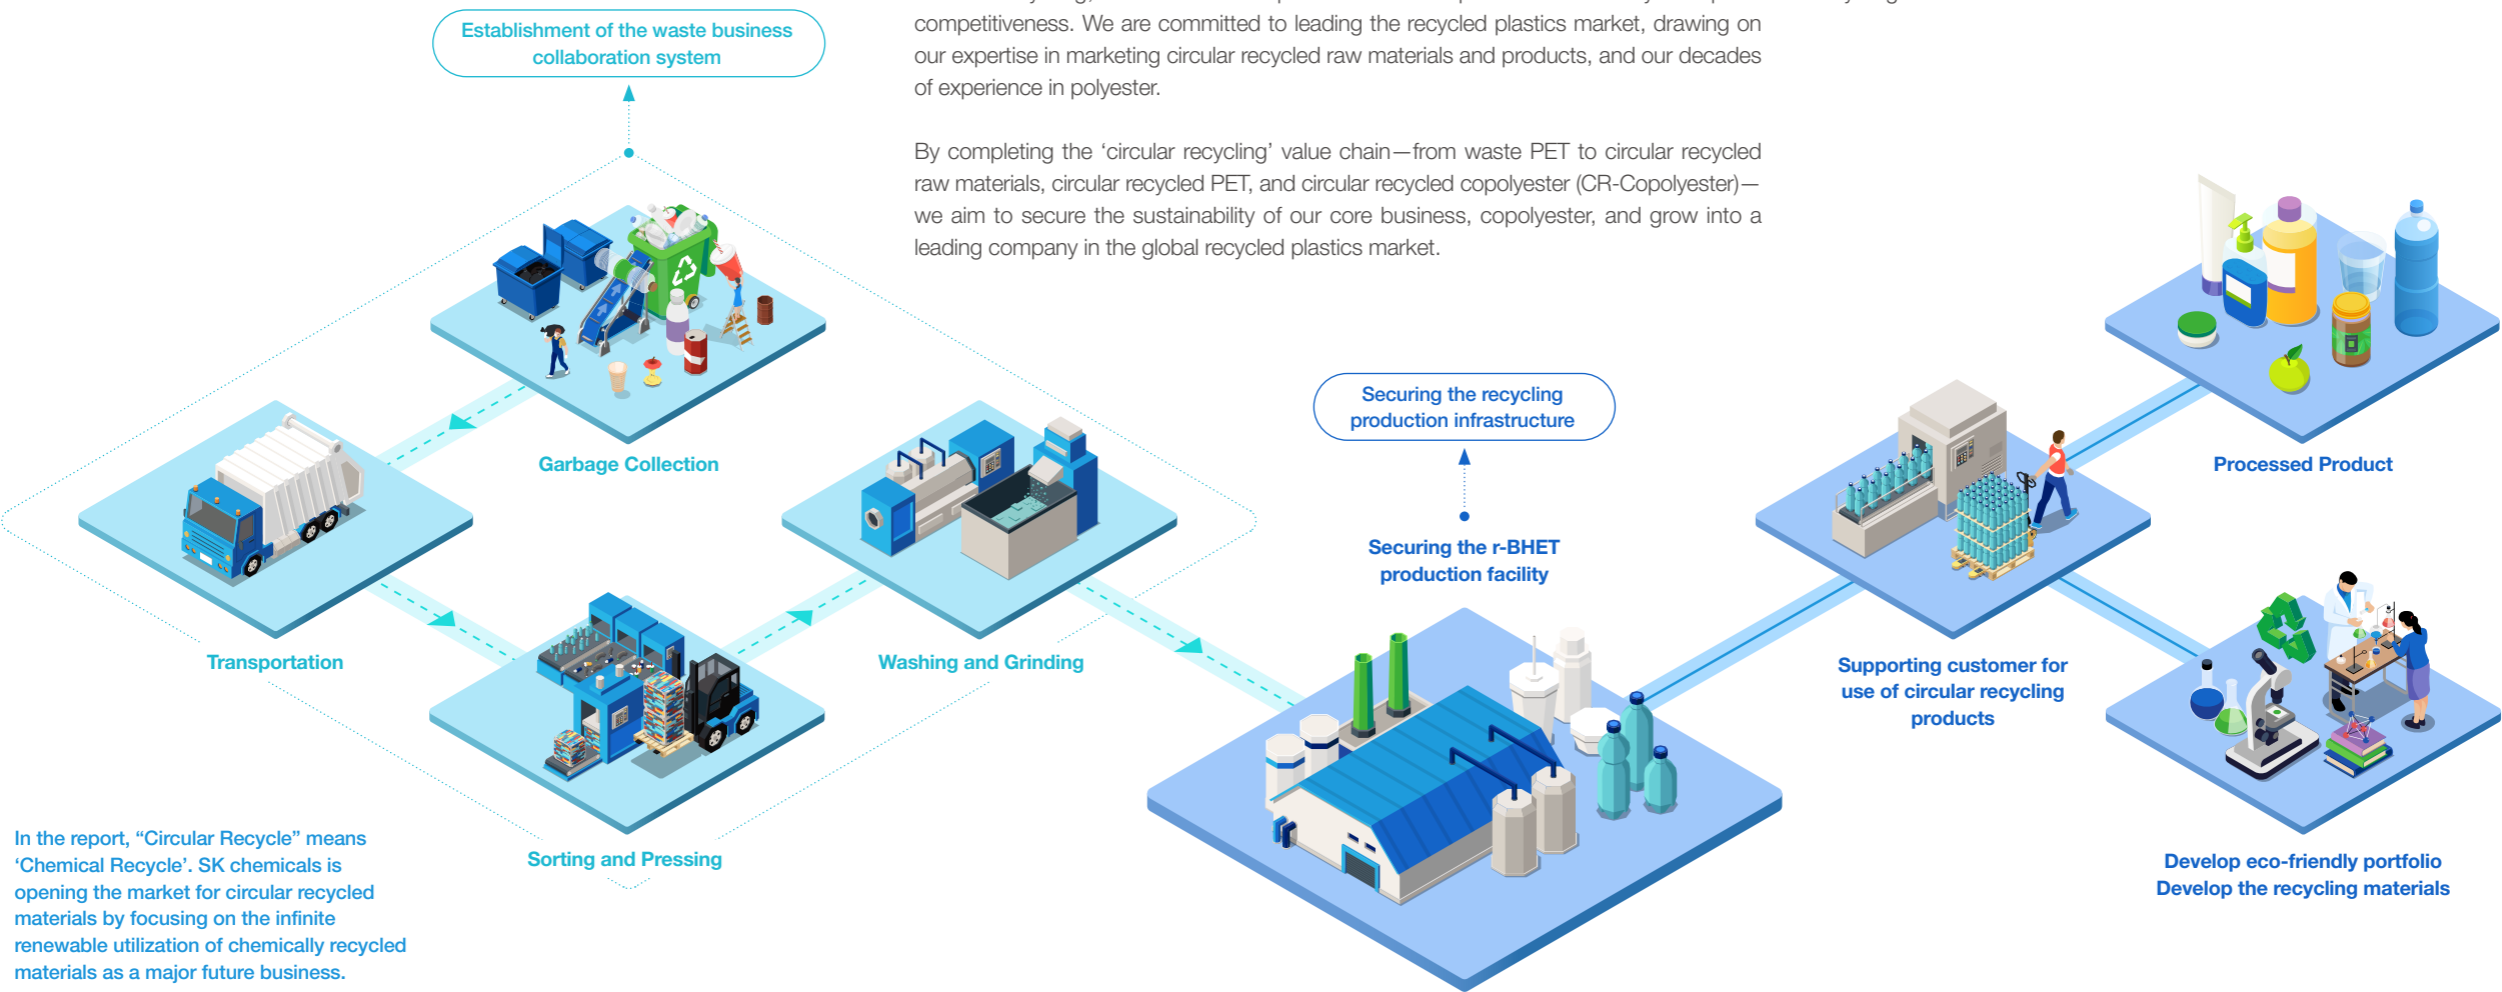 competitiveness. We are committed to leading the recycled plastics market, drawing on
our expertise in marketing circular recycled raw materials and products, and our decades
of experience in polyester.
By completing the ‘circular recycling’ value chain—from waste PET to circular recycled
raw materials, circular recycled PET, and circular recycled copolyester (CR-Copolyester)—
we aim to secure the sustainability of our core business, copolyester, and grow into a
leading company in the global recycled plastics market.
Establishment of the waste business
collaboration system
Garbage Collection
Transportation
Sorting and Pressing
Washing and Grinding
Securing the recycling
production infrastructure
Securing the r-BHET
production facility
Supporting customer for
use of circular recycling
products
Processed Product
Develop eco-friendly portfolio
Develop the recycling materials
In the report, “Circular Recycle” means
‘Chemical Recycle’. SK chemicals is
opening the market for circular recycled
materials by focusing on the infinite
renewable utilization of chemically recycled
materials as a major future business.